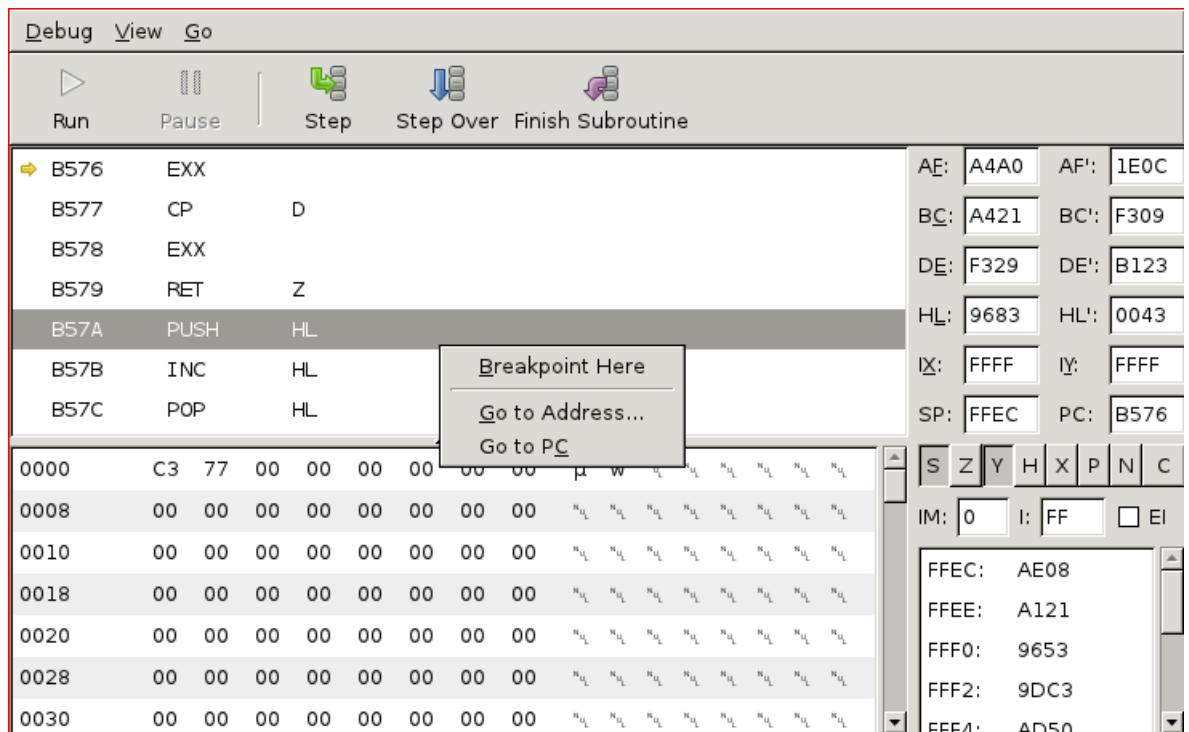 Debug View Go
Run Pause Step Step Over Finish Subroutine
B576 EXX
B577 CP D
B578 EXX
B579 RET Z
B57A PUSH HL
B57B INC HL
B57C POP HL
Breakpoint Here
Go to Address...
Go to PC
AF: A4A0 AF': 1E0C
BC: A421 BC': F309
DE: F329 DE': B123
HL: 9683 HL': 0043
IX: FFFF IY: FFFF
SP: FFEC PC: B576
S Z Y H X P N C
IM: 0 I: FF EI
0000 C3 77 00 00 00 00 00 00 μ w ␀ ␀ ␀ ␀ ␀ ␀
0008 00 00 00 00 00 00 00 00 ␀ ␀ ␀ ␀ ␀ ␀ ␀ ␀
0010 00 00 00 00 00 00 00 00 ␀ ␀ ␀ ␀ ␀ ␀ ␀ ␀
0018 00 00 00 00 00 00 00 00 ␀ ␀ ␀ ␀ ␀ ␀ ␀ ␀
0020 00 00 00 00 00 00 00 00 ␀ ␀ ␀ ␀ ␀ ␀ ␀ ␀
0028 00 00 00 00 00 00 00 00 ␀ ␀ ␀ ␀ ␀ ␀ ␀ ␀
0030 00 00 00 00 00 00 00 00 ␀ ␀ ␀ ␀ ␀ ␀ ␀ ␀
FFEC: AE08
FFEE: A121
FFF0: 9653
FFF2: 9DC3
FFF4: AD50